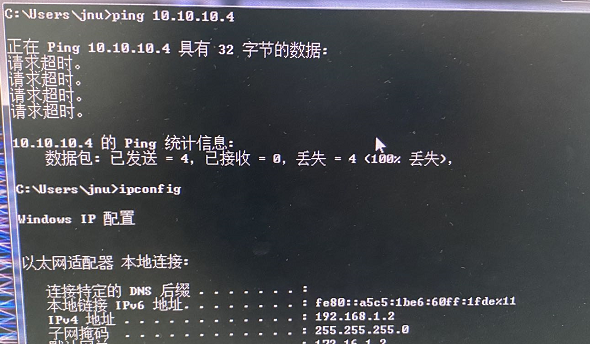 C:\Users\jnu>ping 10.10.10.4
正在 Ping 10.10.10.4 具有 32 字节的数据:
请求超时。
请求超时。
请求超时。
请求超时。
10.10.10.4 的 Ping 统计信息:
数据包: 已发送 = 4, 已接收 = 0, 丢失 = 4 (100% 丢失),
C:\Users\jnu>ipconfig
Windows IP 配置
以太网适配器 本地连接:
连接特定的 DNS 后缀 . . . . . . . :
本地链接 IPv6 地址. . . . . . . . : fe80::a5c5:1be6:60ff:1fde%11
IPv4 地址 . . . . . . . . . . . . : 192.168.1.2
子网掩码 . . . . . . . . . . . . : 255.255.255.0